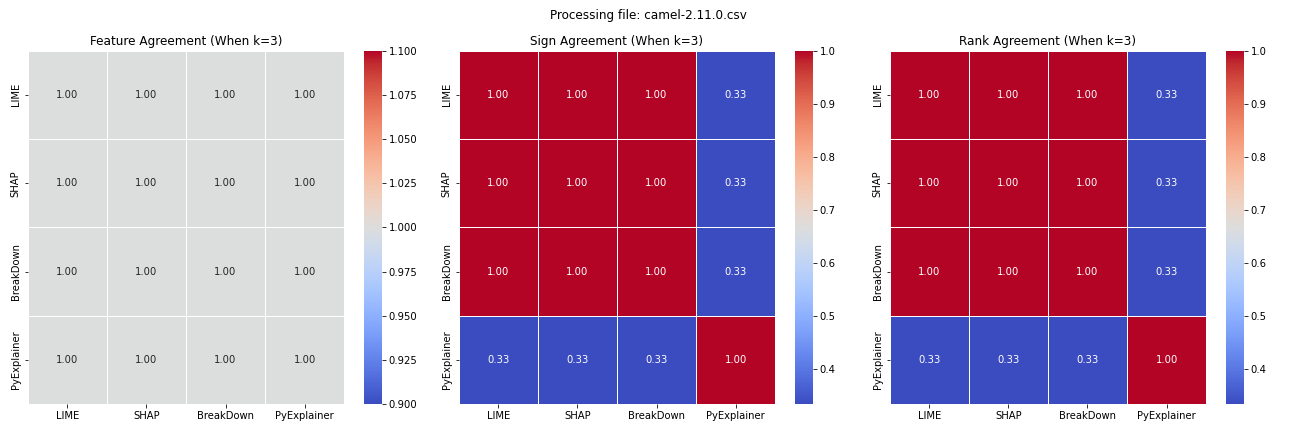 Processing file: camel-2.11.0.csv
Feature Agreement (When k=3)
LIME
1.00 1.00 1.00 1.00
SHAP
1.00 1.00 1.00 1.00
BreakDown
1.00 1.00 1.00 1.00
PyExplainer
1.00 1.00 1.00 1.00
LIME SHAP BreakDown PyExplainer
1.100
1.075
1.050
1.025
1.000
0.975
0.950
0.925
0.900
Sign Agreement (When k=3)
LIME
1.00 1.00 1.00 0.33
SHAP
1.00 1.00 1.00 0.33
BreakDown
1.00 1.00 1.00 0.33
PyExplainer
0.33 0.33 0.33 1.00
LIME SHAP BreakDown PyExplainer
1.0
0.9
0.8
0.7
0.6
0.5
0.4
Rank Agreement (When k=3)
LIME
1.00 1.00 1.00 0.33
SHAP
1.00 1.00 1.00 0.33
BreakDown
1.00 1.00 1.00 0.33
PyExplainer
0.33 0.33 0.33 1.00
LIME SHAP BreakDown PyExplainer
1.0
0.9
0.8
0.7
0.6
0.5
0.4